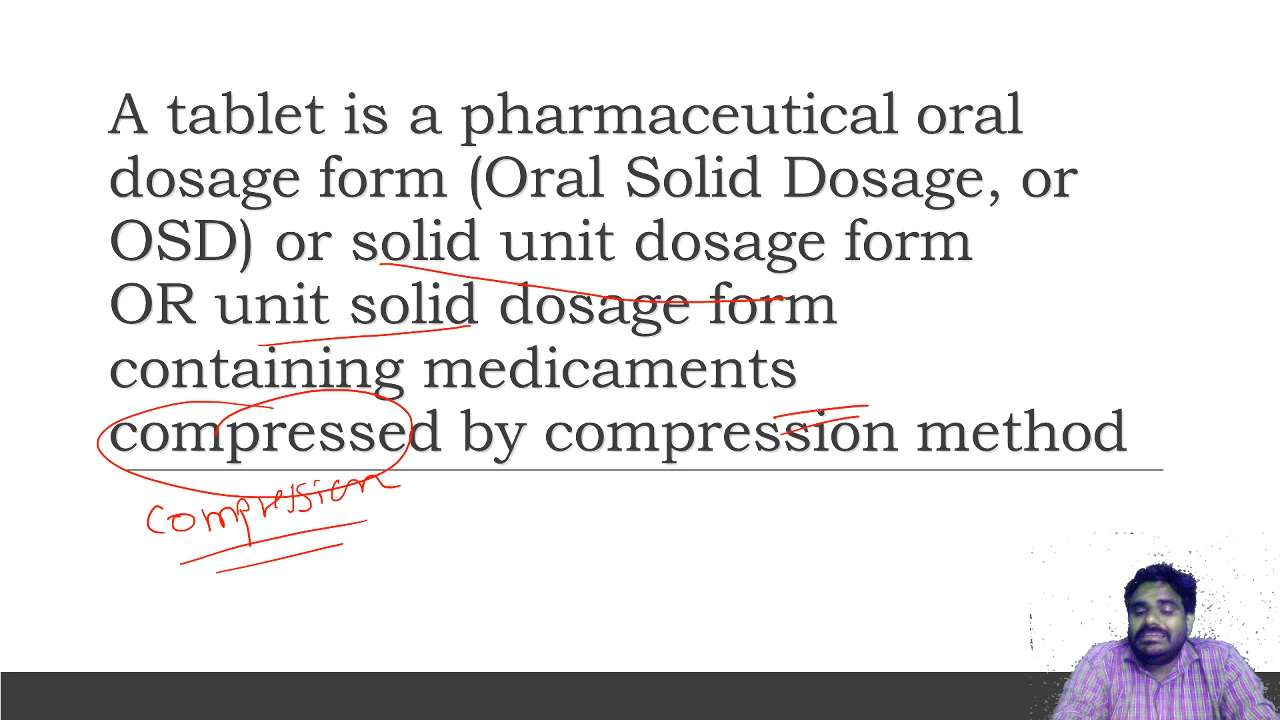 A tablet is a pharmaceutical oral
dosage form (Oral Solid Dosage, or
OSD) or solid unit dosage form
OR unit solid dosage form
containing medicaments
compressed by compression method
compression